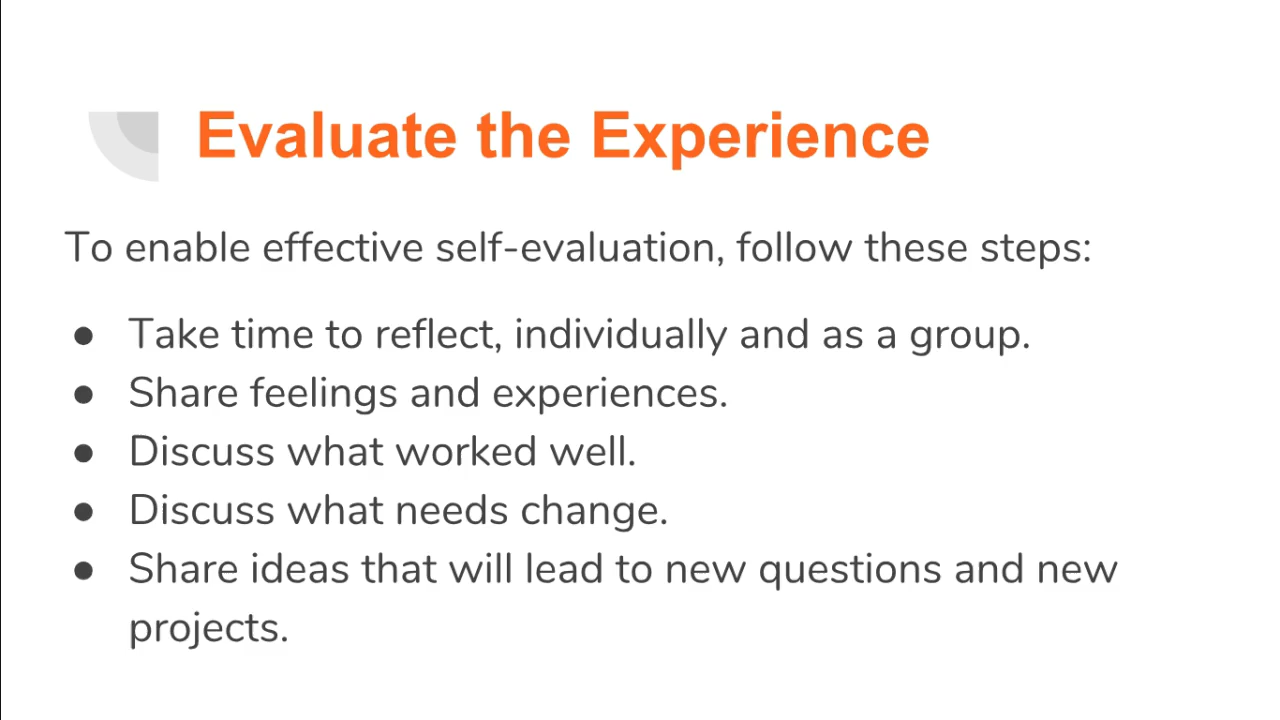 Evaluate the Experience
To enable effective self-evaluation, follow these steps:
● Take time to reflect, individually and as a group.
● Share feelings and experiences.
● Discuss what worked well.
● Discuss what needs change.
● Share ideas that will lead to new questions and new
projects.